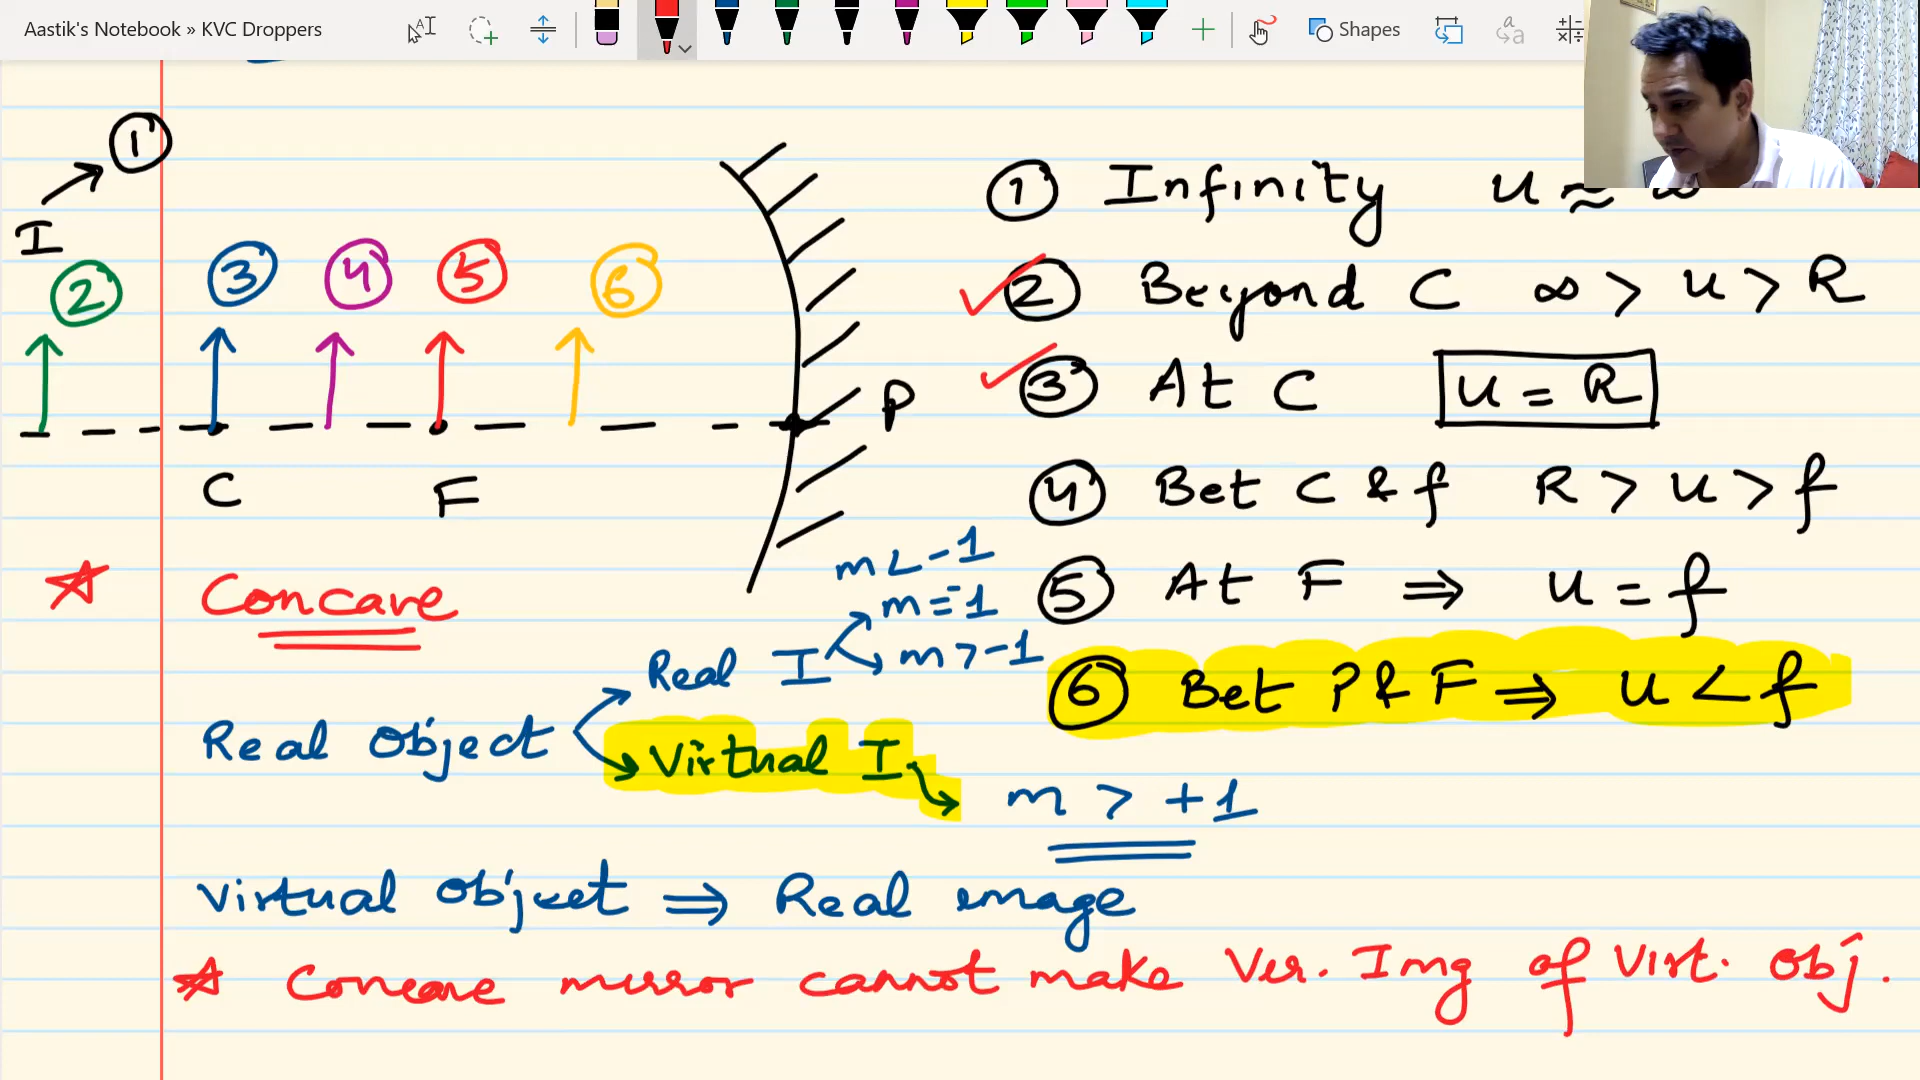 Aastik's Notebook » KVC Droppers
Shapes
I → 1
2 3 4 5 6
P
C F
① Infinity u ≈ ∞
② Beyond C ∞ > u > R
③ At C u = R
④ Bet C & f R > u > f
⑤ At F ⇒ u = f
⑥ Bet P & F ⇒ u < f
Concave
m < -1
m = -1
Real I m > -1
Real Object
Virtual I m > +1
Virtual Object ⇒ Real image
Concave mirror cannot make Ver. Img of Virt. Obj.